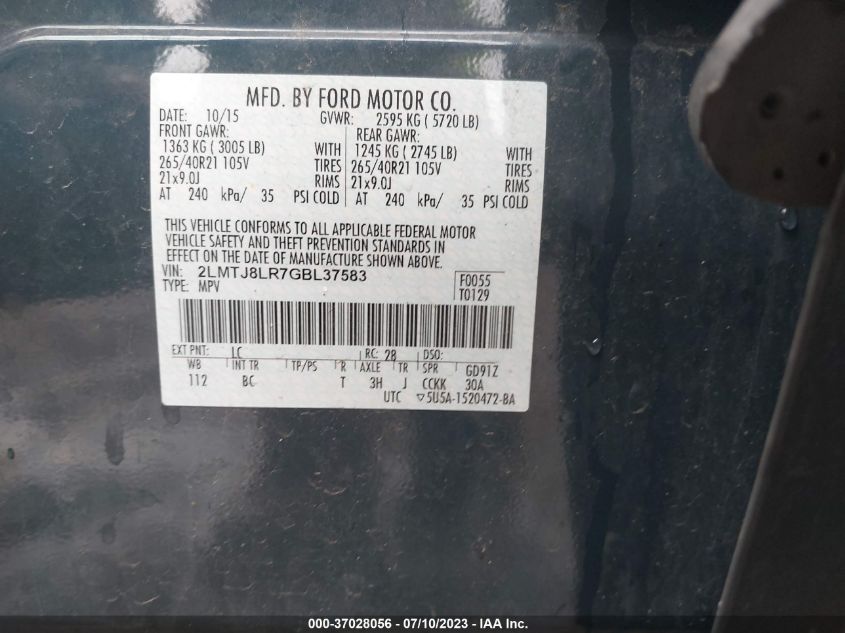 MFD. BY FORD MOTOR CO.
DATE: 10/15 GVWR: 2595 KG ( 5720 LB)
FRONT GAWR: REAR GAWR:
1363 KG ( 3005 LB) WITH 1245 KG ( 2745 LB) WITH
265/40R21 105V TIRES 265/40R21 105V TIRES
21x9.0J RIMS 21x9.0J RIMS
AT 240 kPa/ 35 PSI COLD AT 240 kPa/ 35 PSI COLD
THIS VEHICLE CONFORMS TO ALL APPLICABLE FEDERAL MOTOR
VEHICLE SAFETY AND THEFT PREVENTION STANDARDS IN
EFFECT ON THE DATE OF MANUFACTURE SHOWN ABOVE.
VIN: 2LMTJ8LR7GBL37583 F0055
TYPE: MPV T0129
EXT PNT: LC RC: 28 DSO:
WB INT TR TP/PS R AXLE TR SPR GD91Z
112 BC T 3H J CCKK 30A
UTC ▽5U5A-1520472-BA
000-37028056 - 07/10/2023 - IAA Inc.